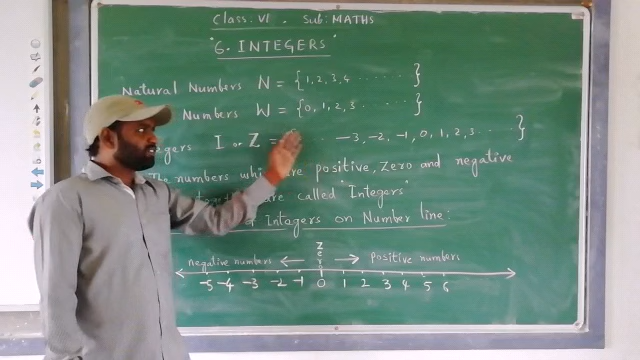 Class: VI . Sub: MATHS
"6. INTEGERS"
Natural Numbers N = {1,2,3,4 ......}
Numbers W = {0,1,2,3 ......}
egers I or Z = ... -3,-2,-1,0,1,2,3.....}
The numbers which are positive, Zero and negative
are called "Integers"
Integers on Number line:
Zero
negative numbers ← → positive numbers
-5 -4 -3 -2 -1 0 1 2 3 4 5 6